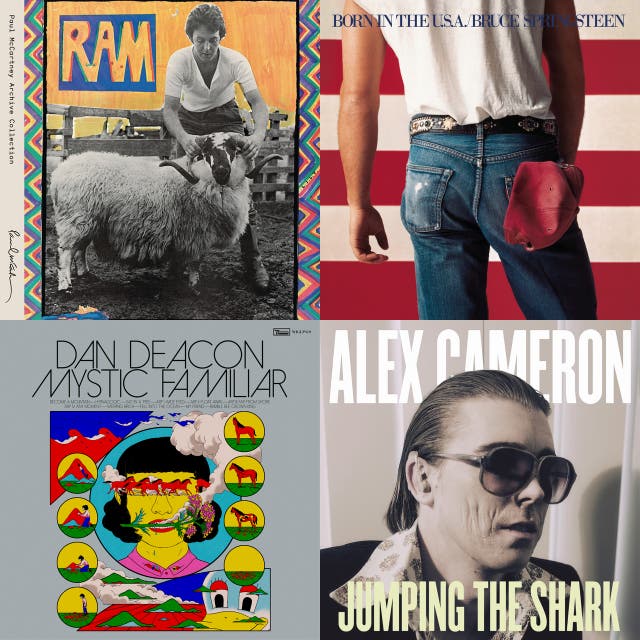 Paul McCartney Archive Collection
RAM
BORN IN THE U.S.A./BRUCE SPRINGSTEEN
DAN DEACON
MYSTIC FAMILIAR
ALEX CAMERON
JUMPING THE SHARK